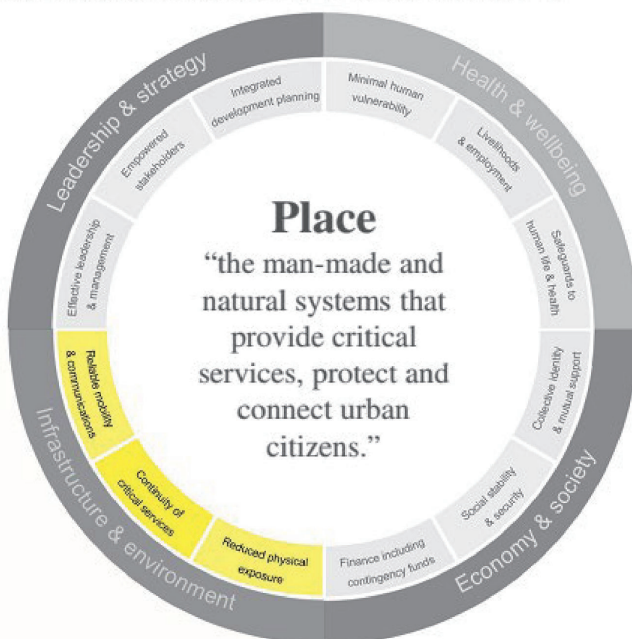 Place
“the man-made and
natural systems that
provide critical
services, protect and
connect urban
citizens.”
Leadership & strategy
Health & wellbeing
Economy & society
Infrastructure & environment
Minimal human
vulnerability
Livelihoods
& employment
Safeguards to
human life & health
Collective identity
& mutual support
Social stability
& security
Finance including
contingency funds
Reduced physical
exposure
Continuity of
critical services
Reliable mobility
& communications
Effective leadership
& management
Empowered
stakeholders
Integrated
development planning